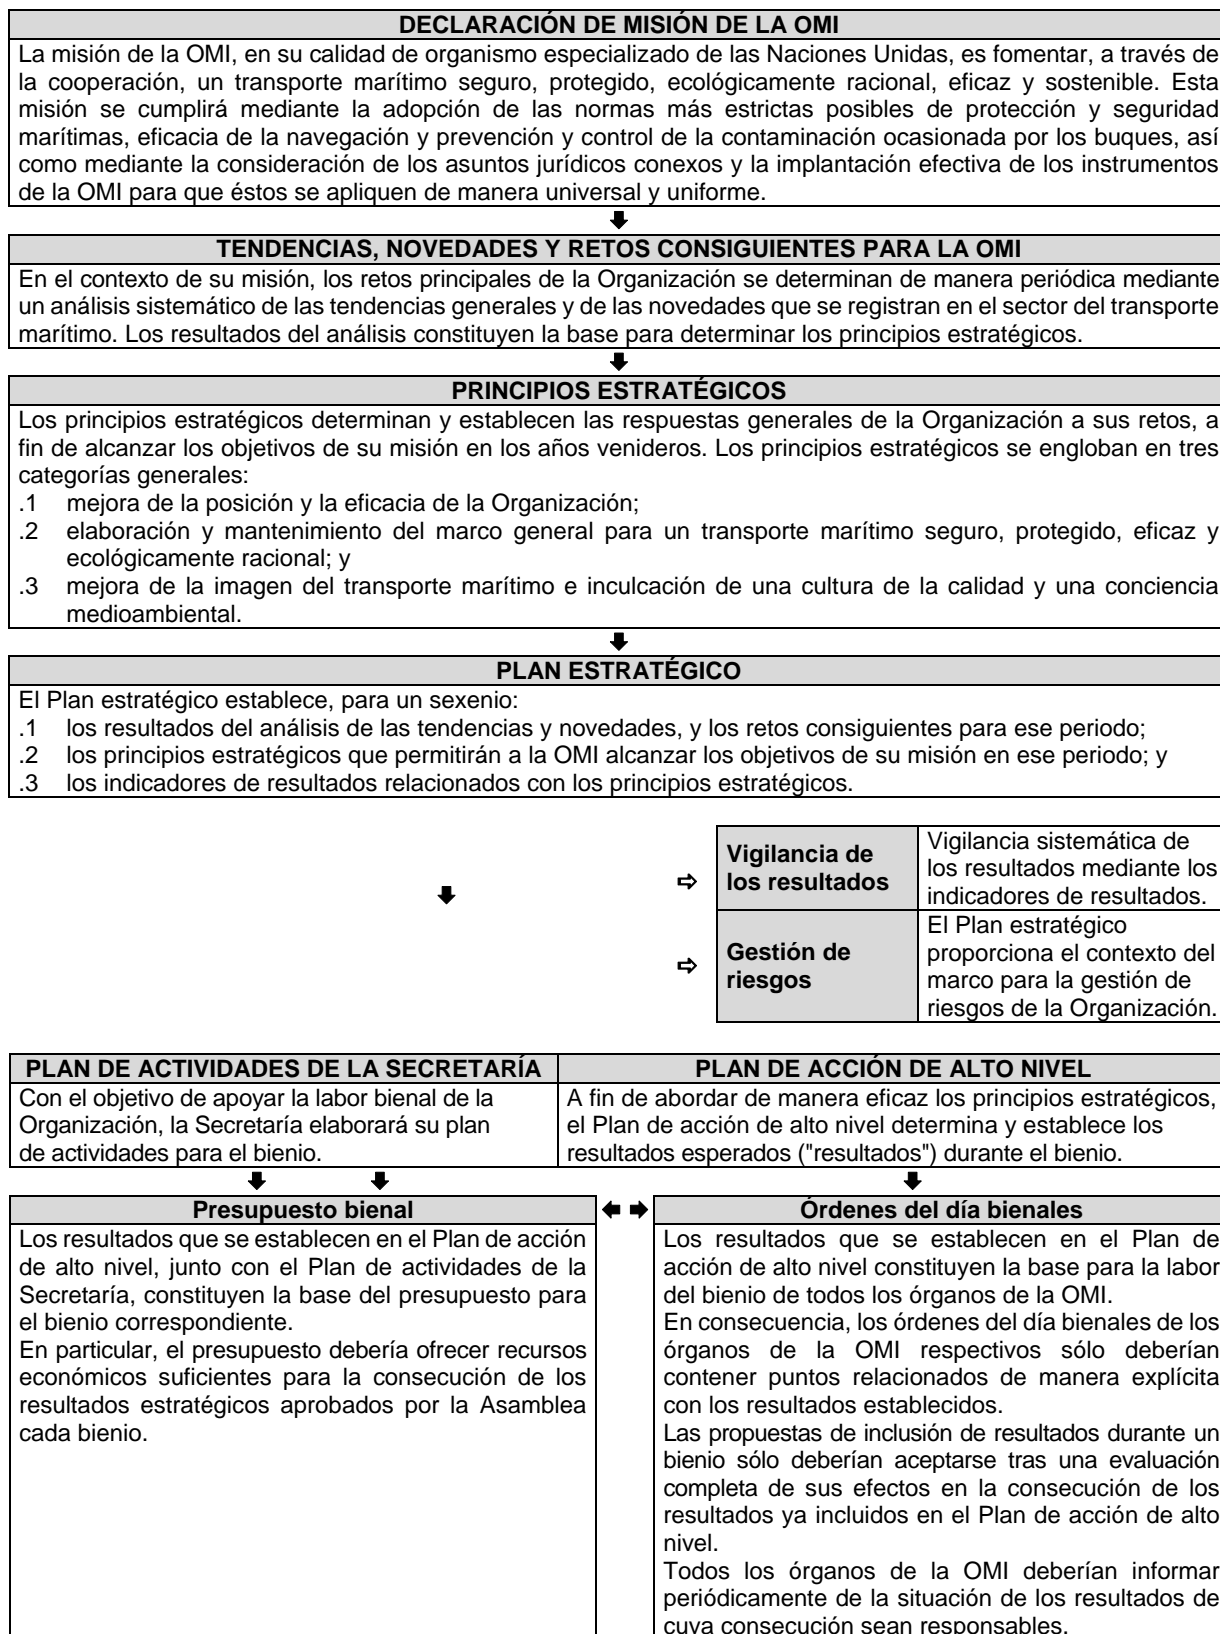 DECLARACIÓN DE MISIÓN DE LA OMI
La misión de la OMI, en su calidad de organismo especializado de las Naciones Unidas, es fomentar, a través de
la cooperación, un transporte marítimo seguro, protegido, ecológicamente racional, eficaz y sostenible. Esta
misión se cumplirá mediante la adopción de las normas más estrictas posibles de protección y seguridad
marítimas, eficacia de la navegación y prevención y control de la contaminación ocasionada por los buques, así
como mediante la consideración de los asuntos jurídicos conexos y la implantación efectiva de los instrumentos
de la OMI para que éstos se apliquen de manera universal y uniforme.
TENDENCIAS, NOVEDADES Y RETOS CONSIGUIENTES PARA LA OMI
En el contexto de su misión, los retos principales de la Organización se determinan de manera periódica mediante
un análisis sistemático de las tendencias generales y de las novedades que se registran en el sector del transporte
marítimo. Los resultados del análisis constituyen la base para determinar los principios estratégicos.
PRINCIPIOS ESTRATÉGICOS
Los principios estratégicos determinan y establecen las respuestas generales de la Organización a sus retos, a
fin de alcanzar los objetivos de su misión en los años venideros. Los principios estratégicos se engloban en tres
categorías generales:
.1 mejora de la posición y la eficacia de la Organización;
.2 elaboración y mantenimiento del marco general para un transporte marítimo seguro, protegido, eficaz y
ecológicamente racional; y
.3 mejora de la imagen del transporte marítimo e inculcación de una cultura de la calidad y una conciencia
medioambiental.
PLAN ESTRATÉGICO
El Plan estratégico establece, para un sexenio:
.1 los resultados del análisis de las tendencias y novedades, y los retos consiguientes para ese periodo;
.2 los principios estratégicos que permitirán a la OMI alcanzar los objetivos de su misión en ese periodo; y
.3 los indicadores de resultados relacionados con los principios estratégicos.
Vigilancia de
los resultados
Vigilancia sistemática de
los resultados mediante los
indicadores de resultados.
Gestión de
riesgos
El Plan estratégico
proporciona el contexto del
marco para la gestión de
riesgos de la Organización.
PLAN DE ACTIVIDADES DE LA SECRETARÍA
Con el objetivo de apoyar la labor bienal de la
Organización, la Secretaría elaborará su plan
de actividades para el bienio.
PLAN DE ACCIÓN DE ALTO NIVEL
A fin de abordar de manera eficaz los principios estratégicos,
el Plan de acción de alto nivel determina y establece los
resultados esperados ("resultados") durante el bienio.
Presupuesto bienal
Los resultados que se establecen en el Plan de acción
de alto nivel, junto con el Plan de actividades de la
Secretaría, constituyen la base del presupuesto para
el bienio correspondiente.
En particular, el presupuesto debería ofrecer recursos
económicos suficientes para la consecución de los
resultados estratégicos aprobados por la Asamblea
cada bienio.
Órdenes del día bienales
Los resultados que se establecen en el Plan de
acción de alto nivel constituyen la base para la labor
del bienio de todos los órganos de la OMI.
En consecuencia, los órdenes del día bienales de los
órganos de la OMI respectivos sólo deberían
contener puntos relacionados de manera explícita
con los resultados establecidos.
Las propuestas de inclusión de resultados durante un
bienio sólo deberían aceptarse tras una evaluación
completa de sus efectos en la consecución de los
resultados ya incluidos en el Plan de acción de alto
nivel.
Todos los órganos de la OMI deberían informar
periódicamente de la situación de los resultados de
cuya consecución sean responsables.